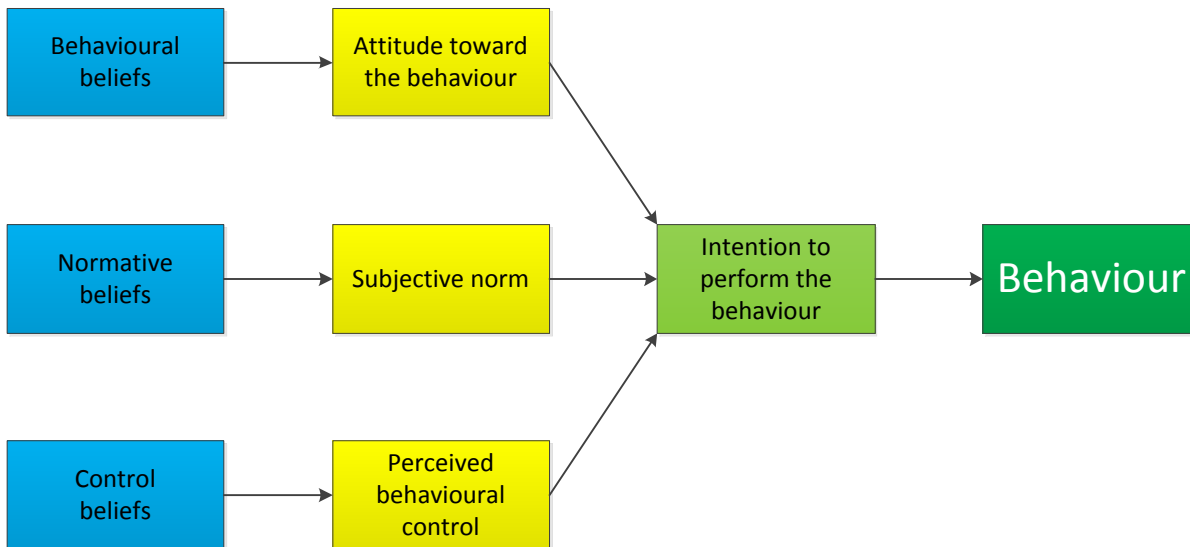 Behavioural
beliefs
Attitude toward
the behaviour
Normative
beliefs
Subjective norm
Intention to
perform the
behaviour
Behaviour
Control
beliefs
Perceived
behavioural
control